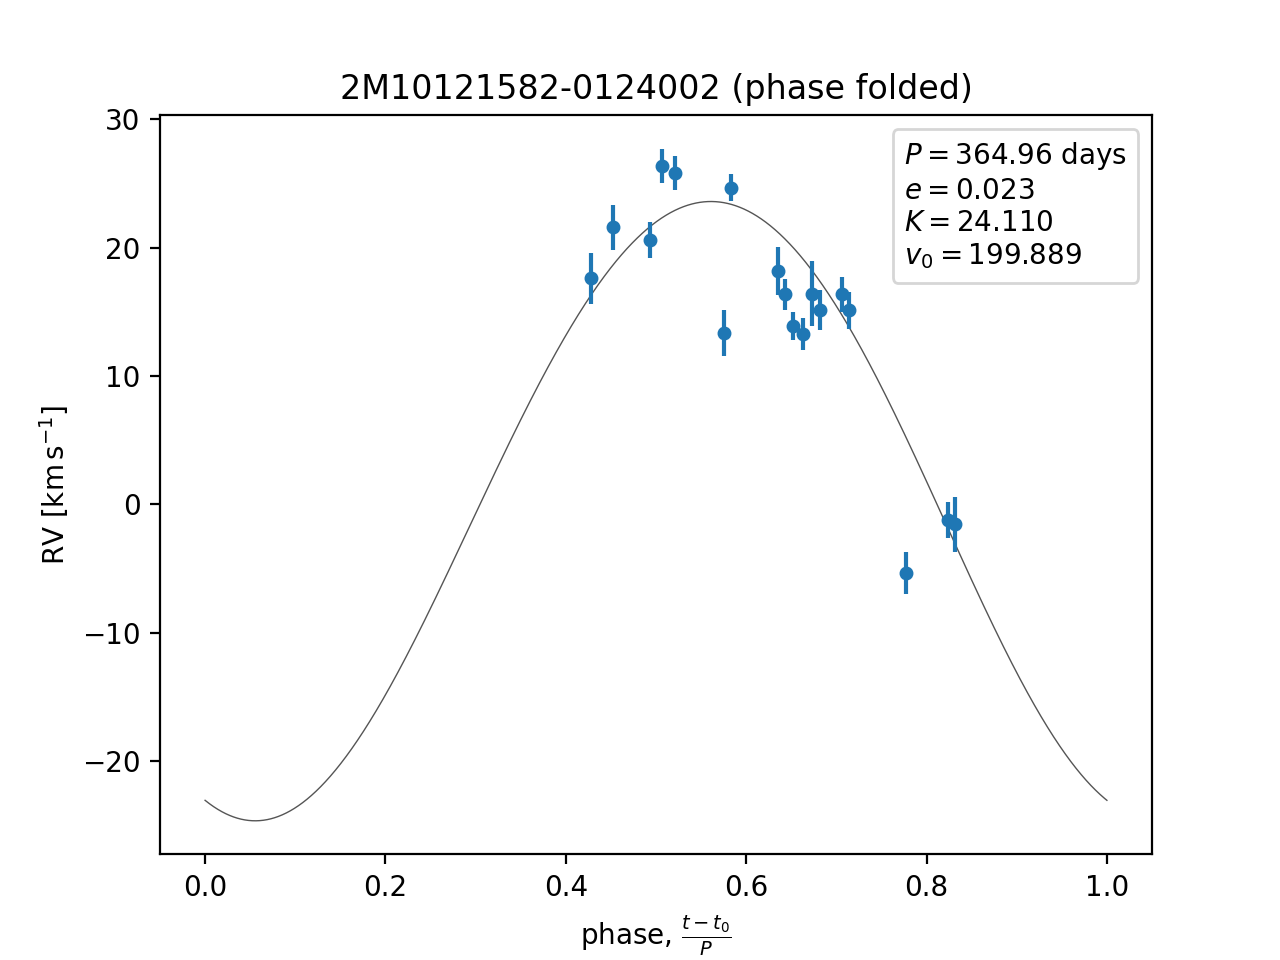 2M10121582-0124002 (phase folded)
P = 364.96 days
e = 0.023
K = 24.110
v₀ = 199.889
30
20
10
0
−10
−20
RV [km s⁻¹]
0.0 0.2 0.4 0.6 0.8 1.0
phase, (t − t₀)/P